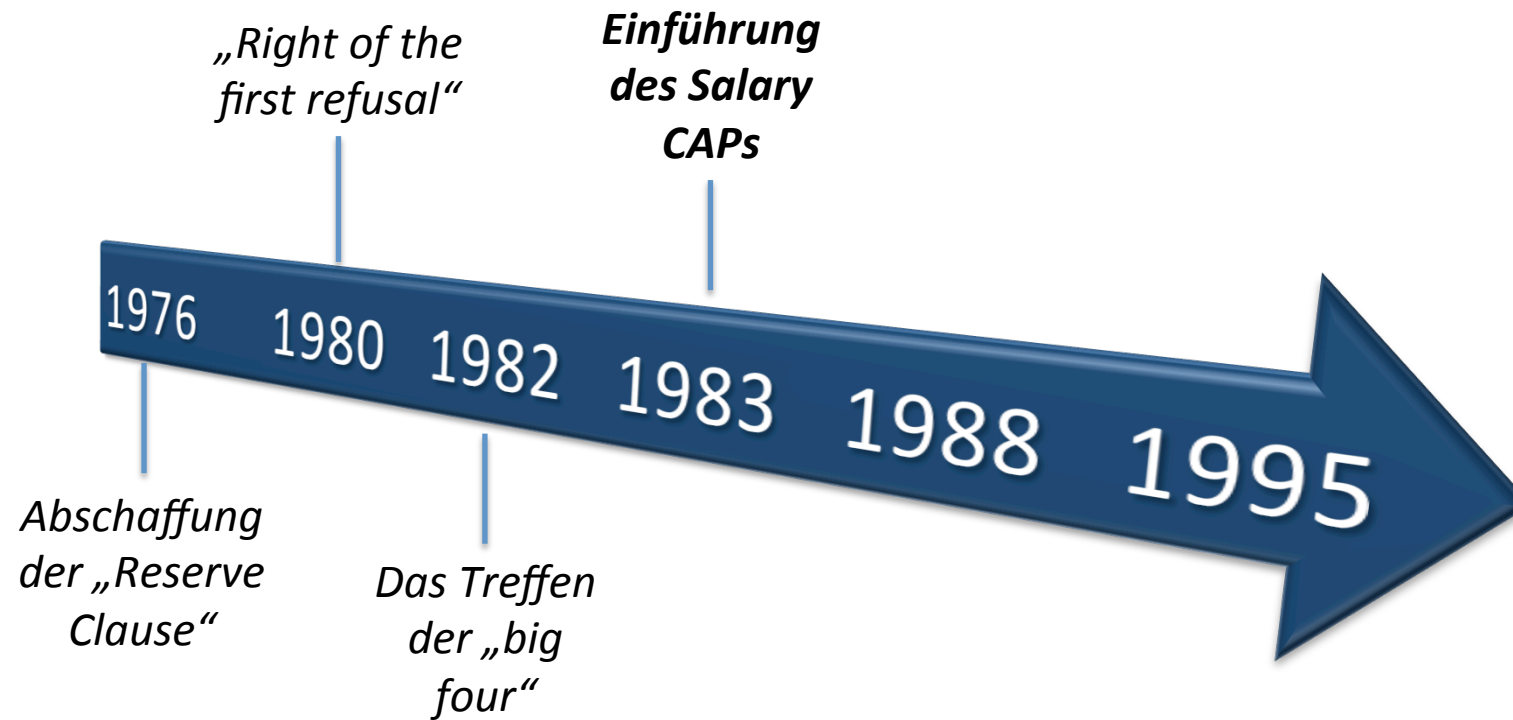 „Right of the
first refusal“
Einführung
des Salary
CAPs
1976 1980 1982 1983 1988 1995
Abschaffung
der „Reserve
Clause“
Das Treffen
der „big
four“